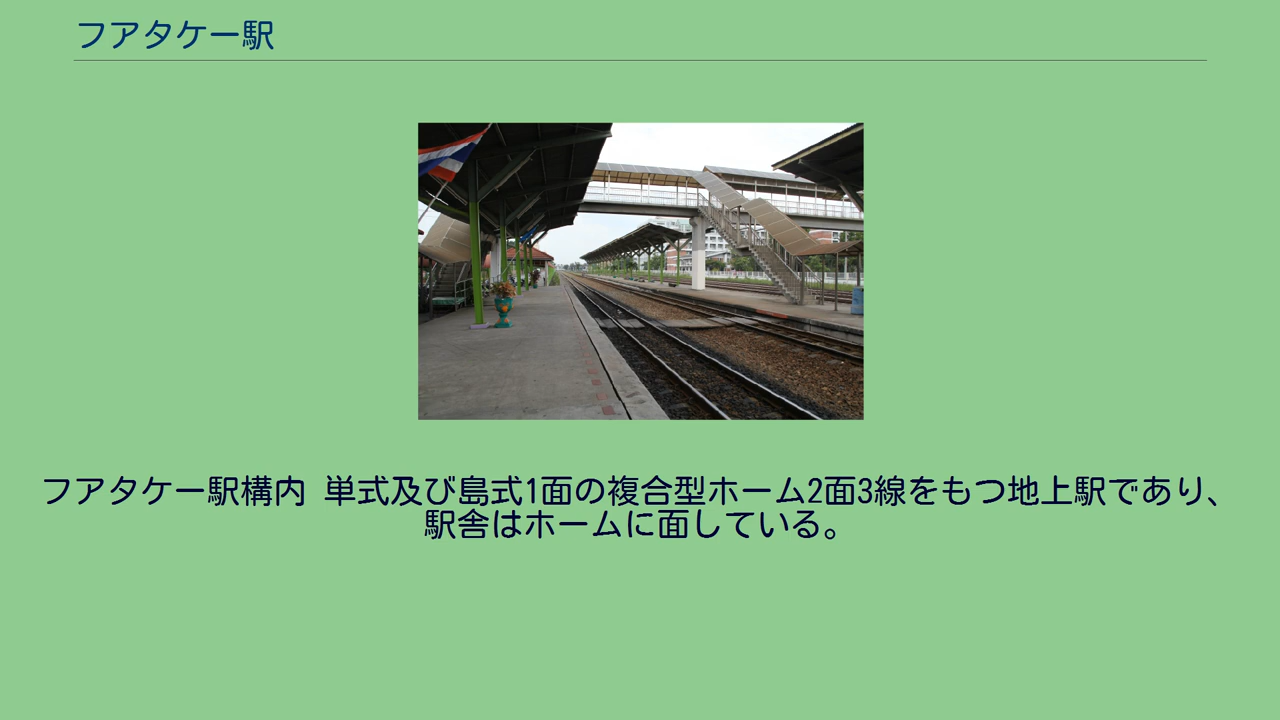 フアタケー駅
フアタケー駅構内 単式及び島式1面の複合型ホーム2面3線をもつ地上駅であり、
駅舎はホームに面している。